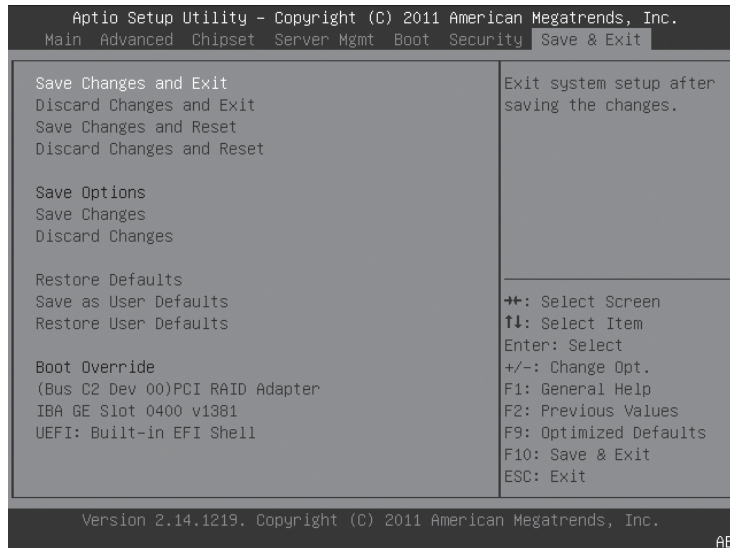 Aptio Setup Utility – Copyright (C) 2011 American Megatrends, Inc.
Main Advanced Chipset Server Mgmt Boot Security Save & Exit
Save Changes and Exit
Discard Changes and Exit
Save Changes and Reset
Discard Changes and Reset
Save Options
Save Changes
Discard Changes
Restore Defaults
Save as User Defaults
Restore User Defaults
Boot Override
(Bus C2 Dev 00)PCI RAID Adapter
IBA GE Slot 0400 v1381
UEFI: Built-in EFI Shell
Exit system setup after
saving the changes.
→←: Select Screen
↑↓: Select Item
Enter: Select
+/-: Change Opt.
F1: General Help
F2: Previous Values
F9: Optimized Defaults
F10: Save & Exit
ESC: Exit
Version 2.14.1219. Copyright (C) 2011 American Megatrends, Inc.
AB